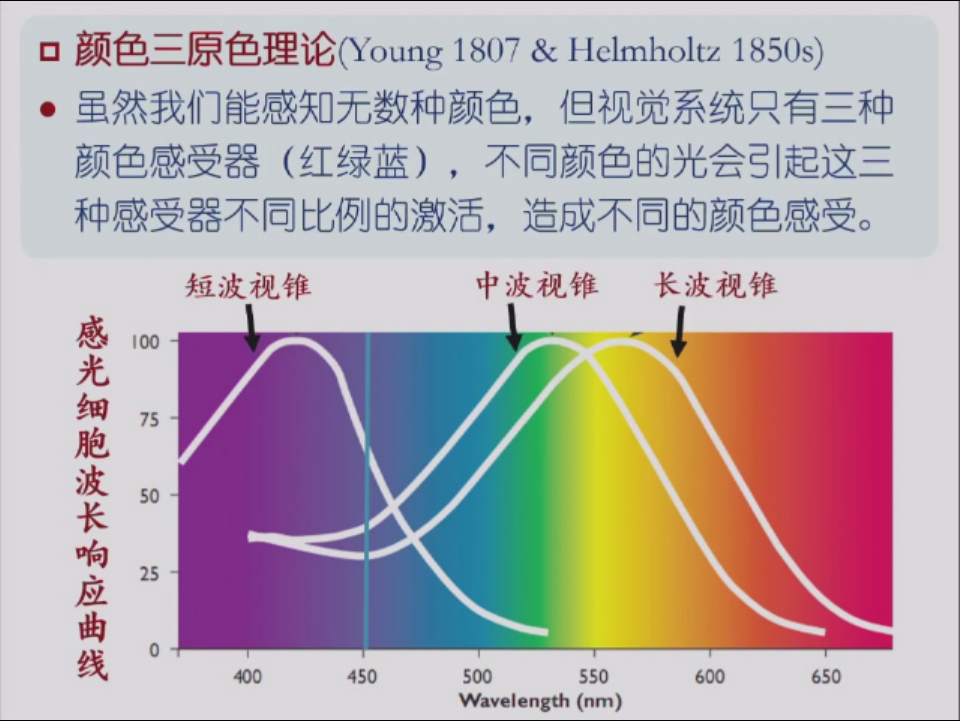 颜色三原色理论(Young 1807 & Helmholtz 1850s)
虽然我们能感知无数种颜色，但视觉系统只有三种
颜色感受器（红绿蓝），不同颜色的光会引起这三
种感受器不同比例的激活，造成不同的颜色感受。
短波视锥 中波视锥 长波视锥
感光细胞波长响应曲线
100
75
50
25
0
400 450 500 550 600 650
Wavelength (nm)